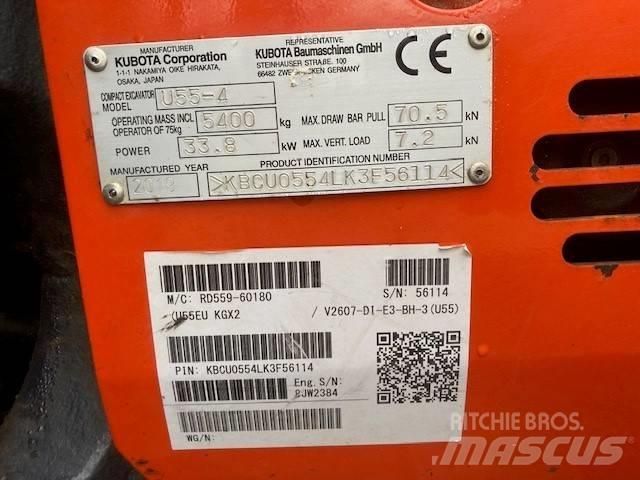 MANUFACTURER
KUBOTA Corporation
1-1-1 NAKAMIYA OIKE HIRAKATA,
OSAKA, JAPAN
REPRESENTATIVE
KUBOTA Baumaschinen GmbH
STEINHAUSER STRAßE. 100
66482 ZWEIBRÜCKEN GERMANY
CE
COMPACT EXCAVATOR
MODEL U55-4
OPERATING MASS INCL
OPERATOR OF 75kg 5400 kg
MAX. DRAW BAR PULL 70.5 kN
POWER 33.8 kW
MAX. VERT. LOAD 7.2 kN
MANUFACTURED YEAR
2019
PRODUCT IDENTIFICATION NUMBER
>KBCU0554LK3F56114<
M/C: RD559-60180
S/N: 56114
(U55EU KGX2 / V2607-DI-E3-BH-3(U55)
PIN: KBCU0554LK3F56114
Eng.S/N:
8JW2384
WG/N:
RITCHIE BROS.
MASCUS